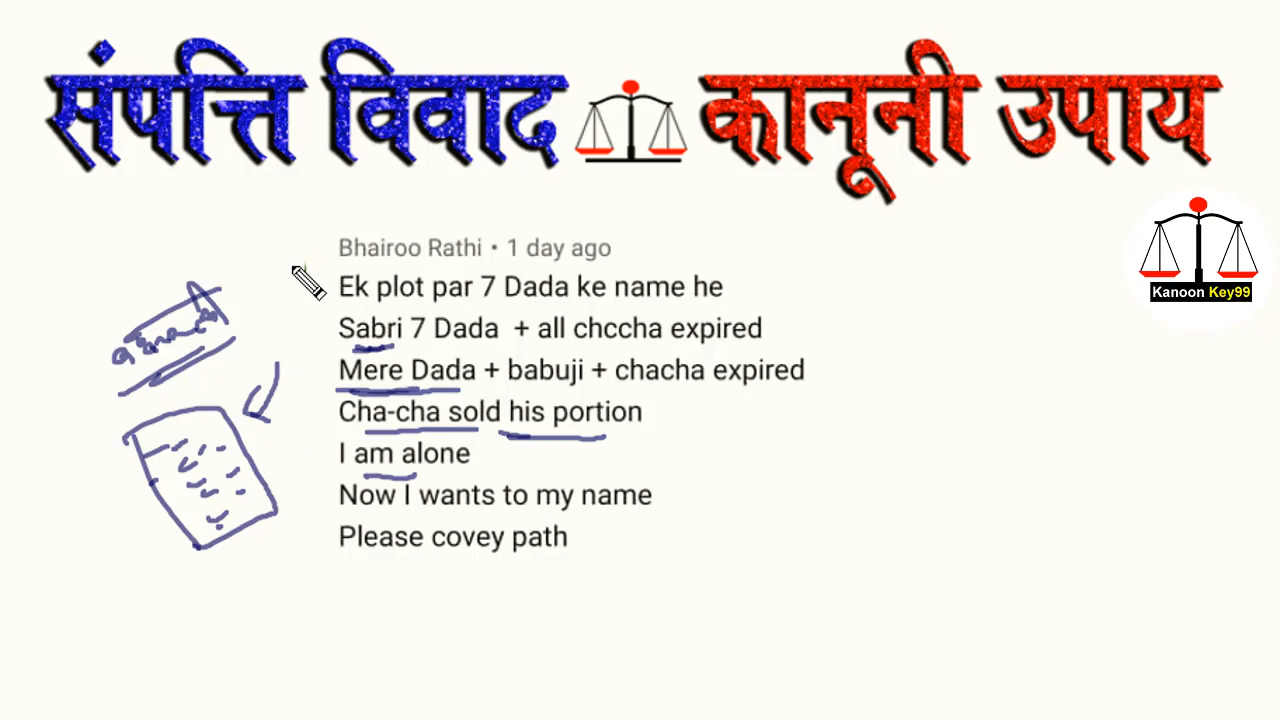 संपत्ति विवाद कानूनी उपाय
Kanoon Key99
Bhairoo Rathi • 1 day ago
Ek plot par 7 Dada ke name he
Sabri 7 Dada + all chccha expired
Mere Dada + babuji + chacha expired
Cha-cha sold his portion
I am alone
Now I wants to my name
Please covey path